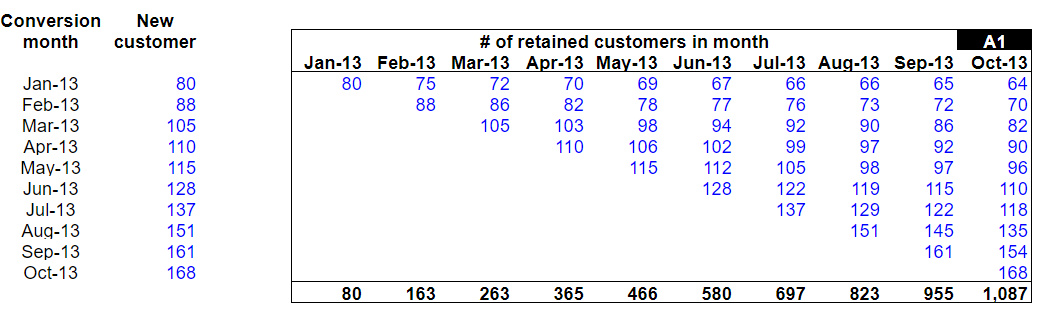 Conversion New
month customer
# of retained customers in month A1
Jan-13 Feb-13 Mar-13 Apr-13 May-13 Jun-13 Jul-13 Aug-13 Sep-13 Oct-13
Jan-13 80 80 75 72 70 69 67 66 66 65 64
Feb-13 88 88 86 82 78 77 76 73 72 70
Mar-13 105 105 103 98 94 92 90 86 82
Apr-13 110 110 106 102 99 97 92 90
May-13 115 115 112 105 98 97 96
Jun-13 128 128 122 119 115 110
Jul-13 137 137 129 122 118
Aug-13 151 151 145 135
Sep-13 161 161 154
Oct-13 168 168
80 163 263 365 466 580 697 823 955 1,087